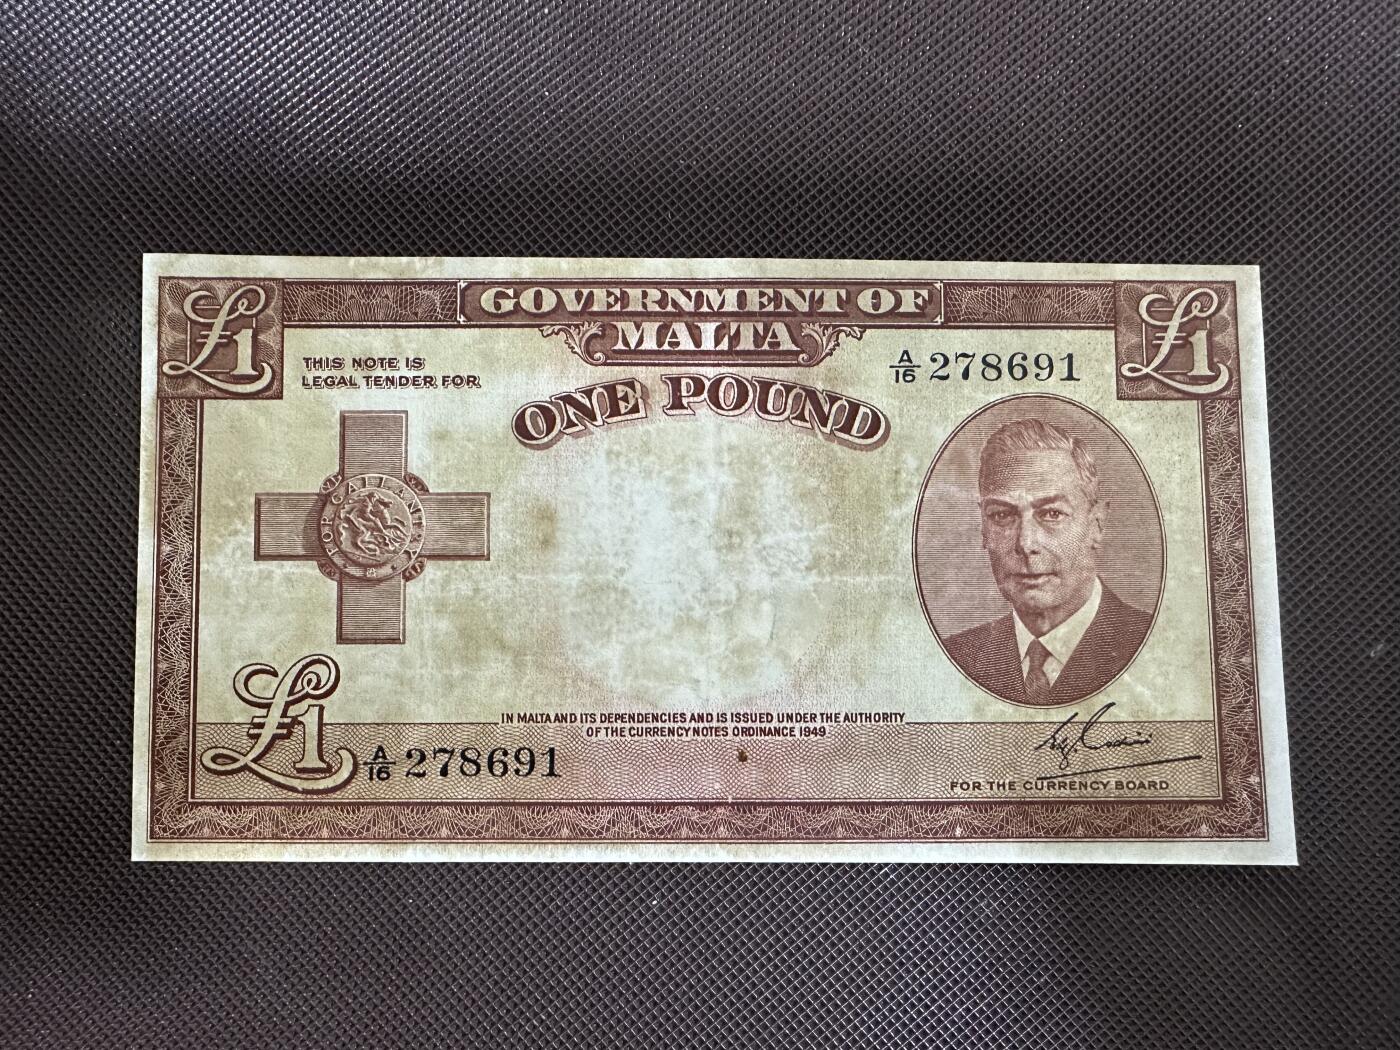 £1
GOVERNMENT OF
MALTA
£1
THIS NOTE IS
LEGAL TENDER FOR
A/16 278691
ONE POUND
FOR GALLANTRY
IN MALTA AND ITS DEPENDENCIES AND IS ISSUED UNDER THE AUTHORITY
OF THE CURRENCY NOTES ORDINANCE 1949
£1
A/16 278691
FOR THE CURRENCY BOARD